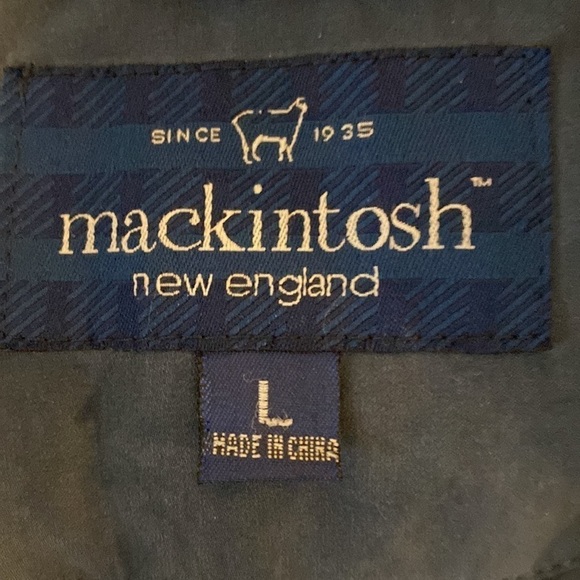 SINCE 1935
mackintosh™
new england
L
MADE IN CHINA